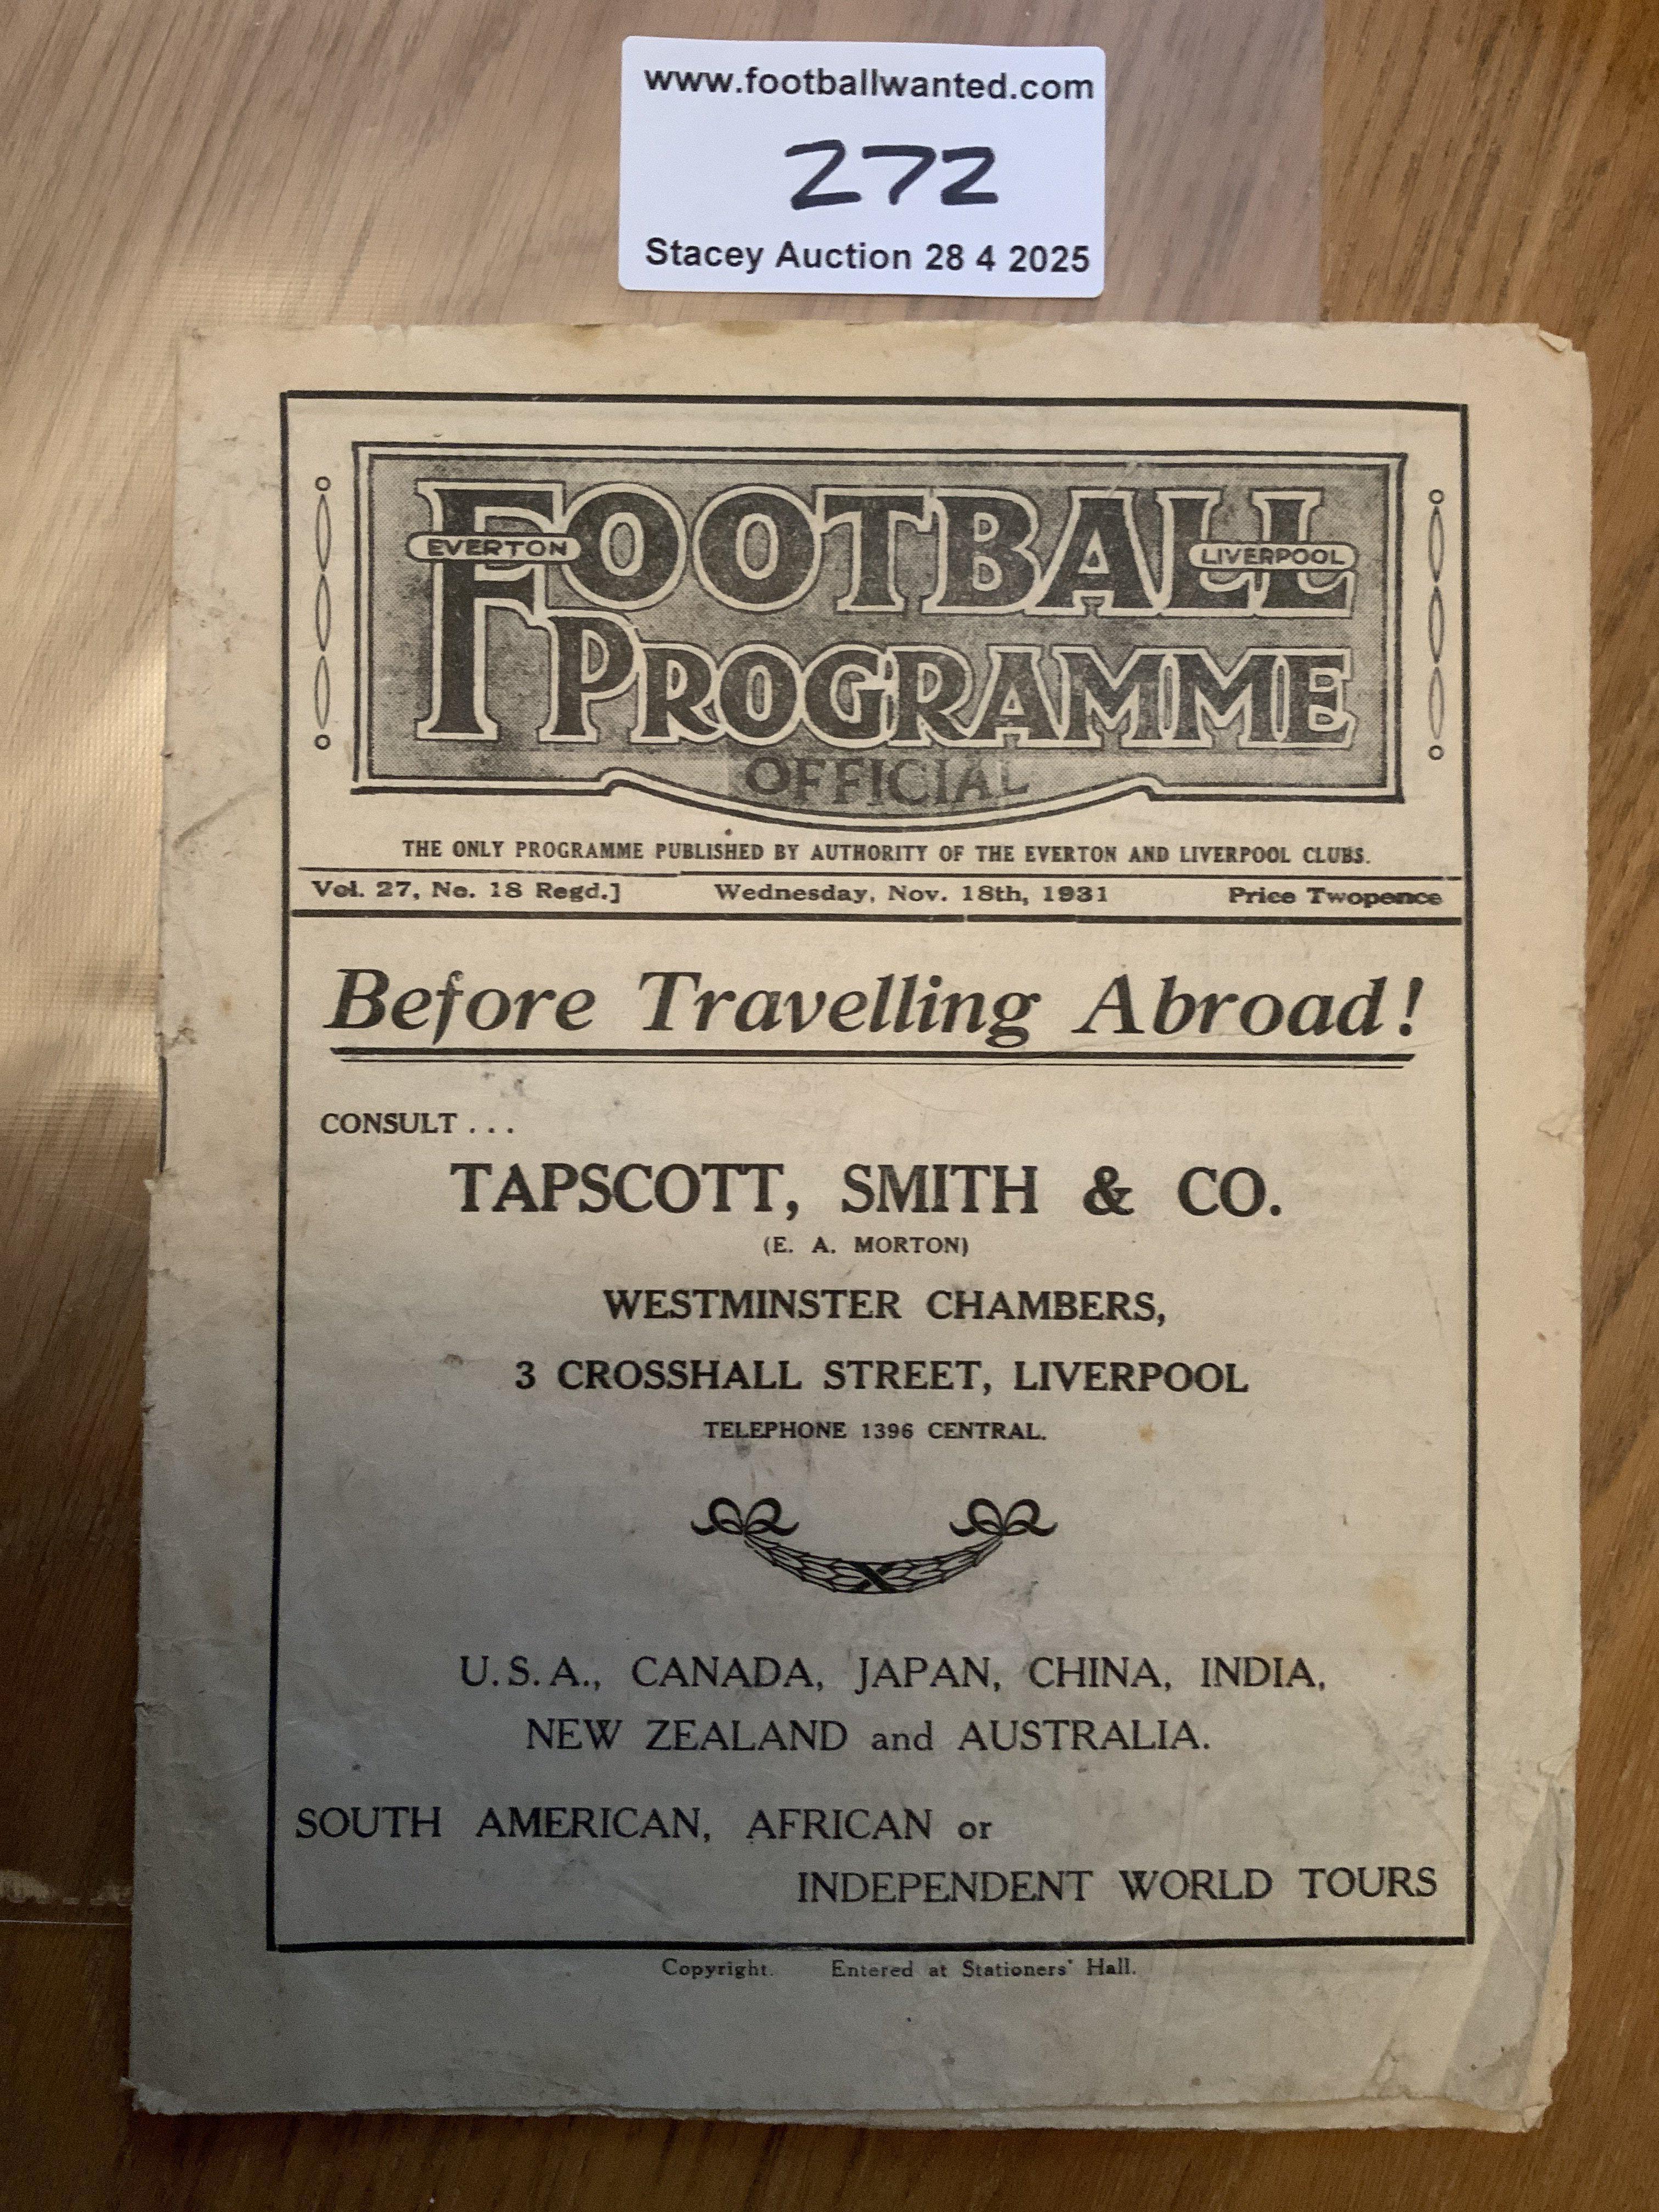 www.footballwanted.com
272
Stacey Auction 28 4 2025
FOOTBALL
EVERTON
LIVERPOOL
PROGRAMME
OFFICIAL
THE ONLY PROGRAMME PUBLISHED BY AUTHORITY OF THE EVERTON AND LIVERPOOL CLUBS.
Vol. 27, No. 18 Regd.] Wednesday, Nov. 18th, 1931 Price Twopence
Before Travelling Abroad!
CONSULT . . .
TAPSCOTT, SMITH & CO.
(E. A. MORTON)
WESTMINSTER CHAMBERS,
3 CROSSHALL STREET, LIVERPOOL
TELEPHONE 1396 CENTRAL.
U.S.A., CANADA, JAPAN, CHINA, INDIA,
NEW ZEALAND and AUSTRALIA.
SOUTH AMERICAN, AFRICAN or
INDEPENDENT WORLD TOURS
Copyright. Entered at Stationers' Hall.